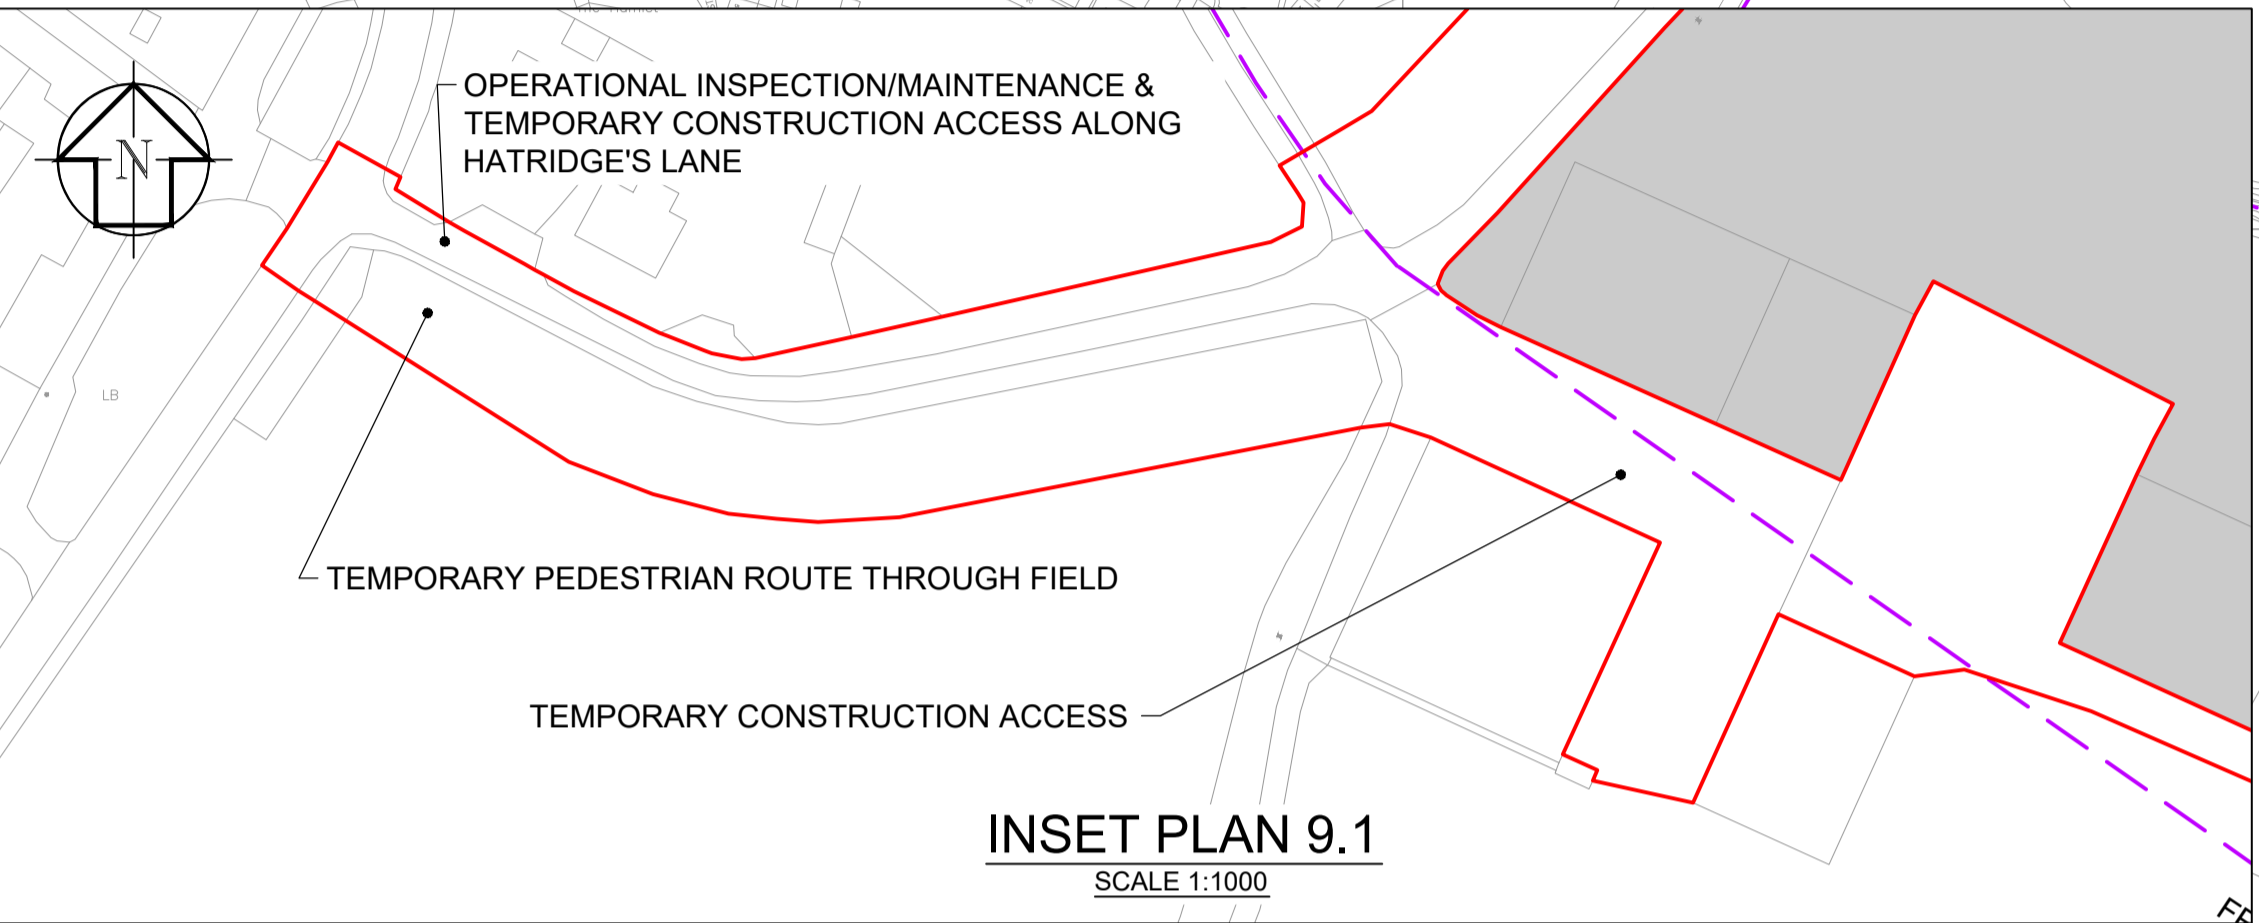 OPERATIONAL INSPECTION/MAINTENANCE &
TEMPORARY CONSTRUCTION ACCESS ALONG
HATRIDGE'S LANE
N
LB
TEMPORARY PEDESTRIAN ROUTE THROUGH FIELD
TEMPORARY CONSTRUCTION ACCESS
INSET PLAN 9.1
SCALE 1:1000